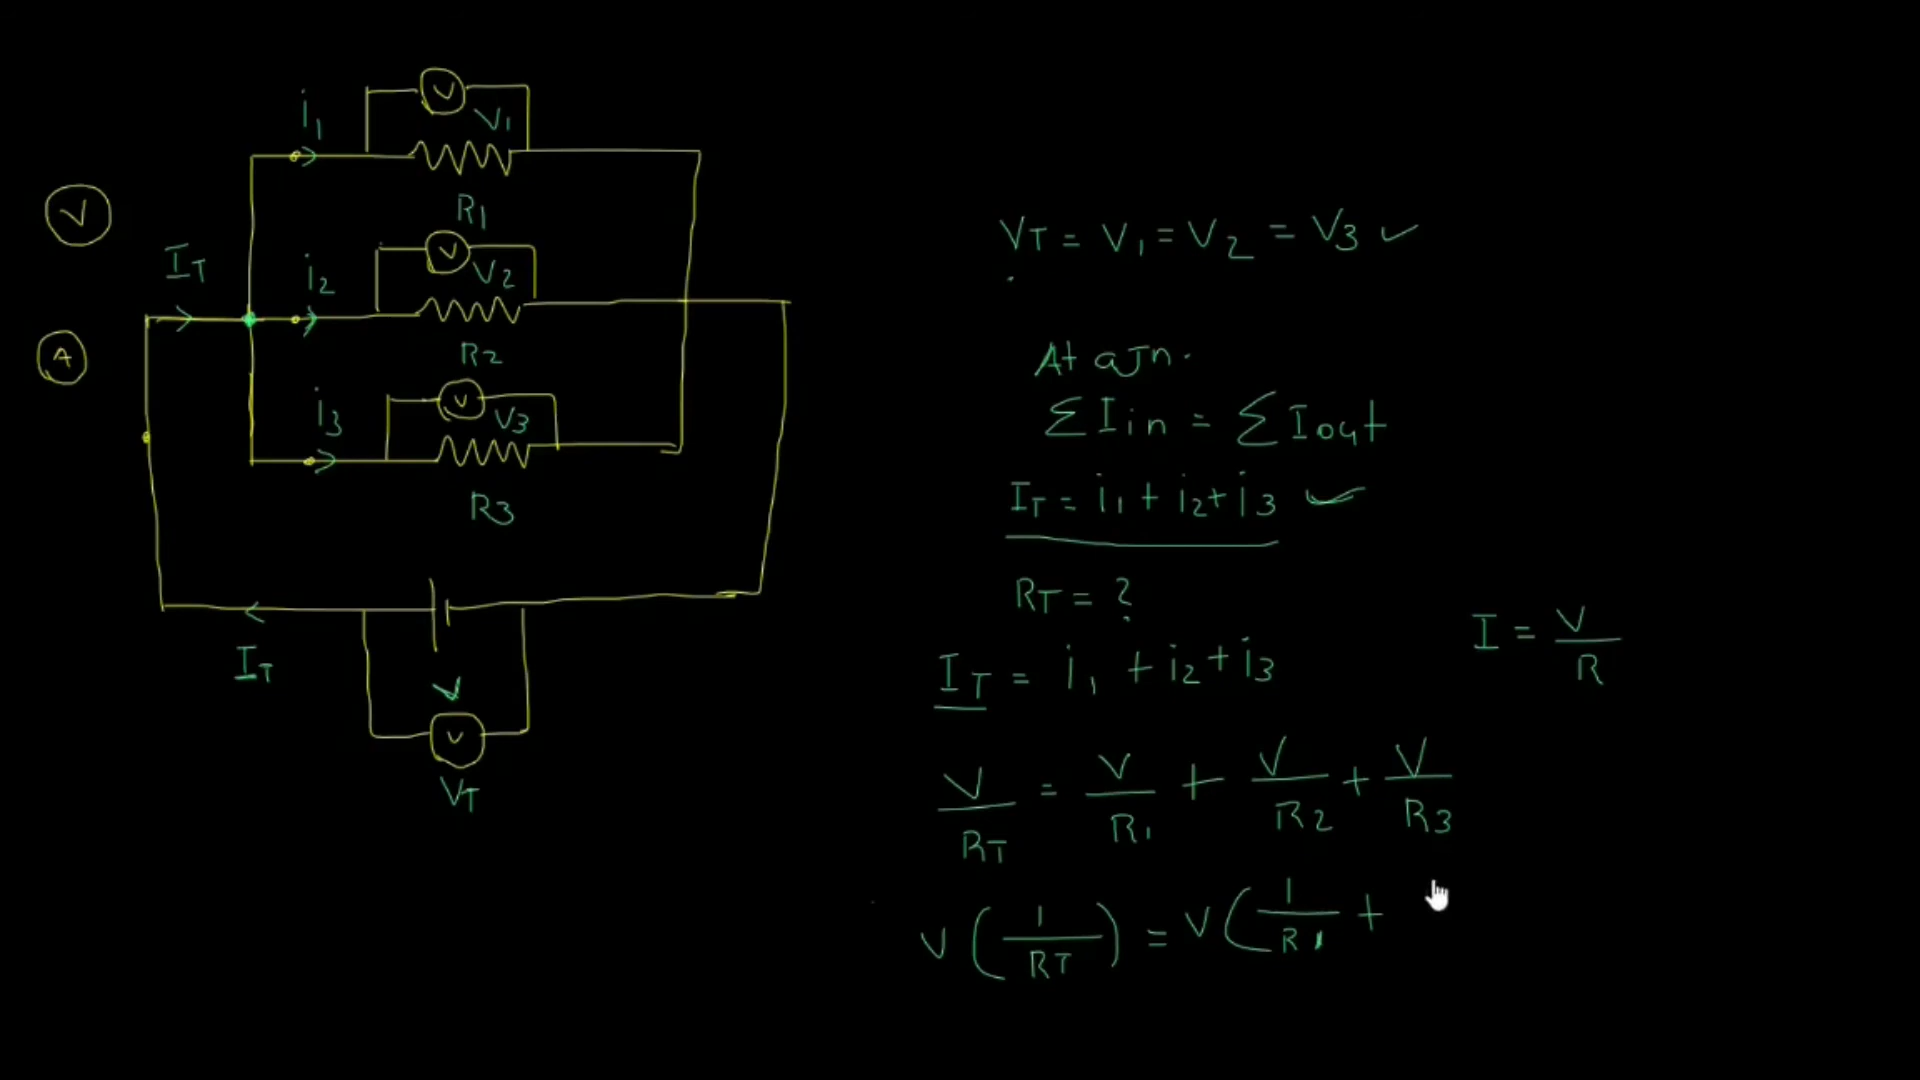 V
V1
i1
R1
V
V
V2
IT
i2
R2
A
V
V3
i3
R3
IT
V
V
VT
VT = V1 = V2 = V3 ✓
At a Jn.
ΣIin = ΣIout
IT = i1 + i2 + i3 ✓
RT = ?
I = V/R
IT = i1 + i2 + i3
V/RT = V/R1 + V/R2 + V/R3
V(1/RT) = V(1/R1 +